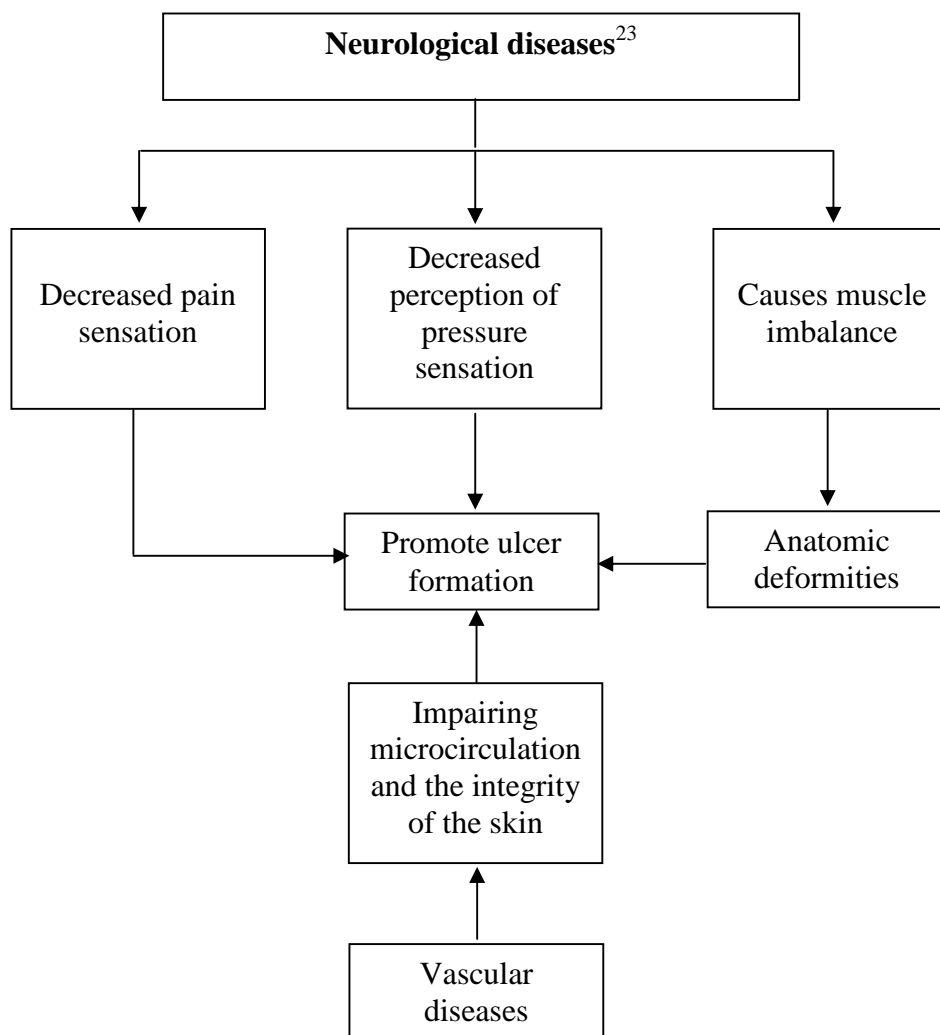 Neurological diseases23
Decreased pain
sensation
Decreased
perception of
pressure
sensation
Causes muscle
imbalance
Promote ulcer
formation
Anatomic
deformities
Impairing
microcirculation
and the integrity
of the skin
Vascular
diseases